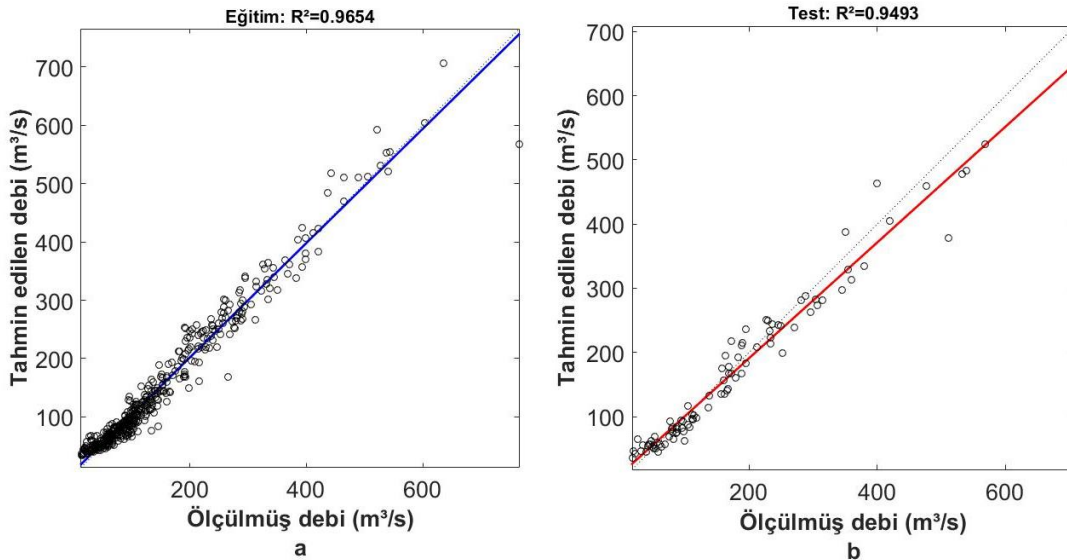 Eğitim: R²=0.9654
700
600
500
400
300
200
100
Tahmin edilen debi (m³/s)
200 400 600
Ölçülmüş debi (m³/s)
a
Test: R²=0.9493
700
600
500
400
300
200
100
Tahmin edilen debi (m³/s)
200 400 600
Ölçülmüş debi (m³/s)
b